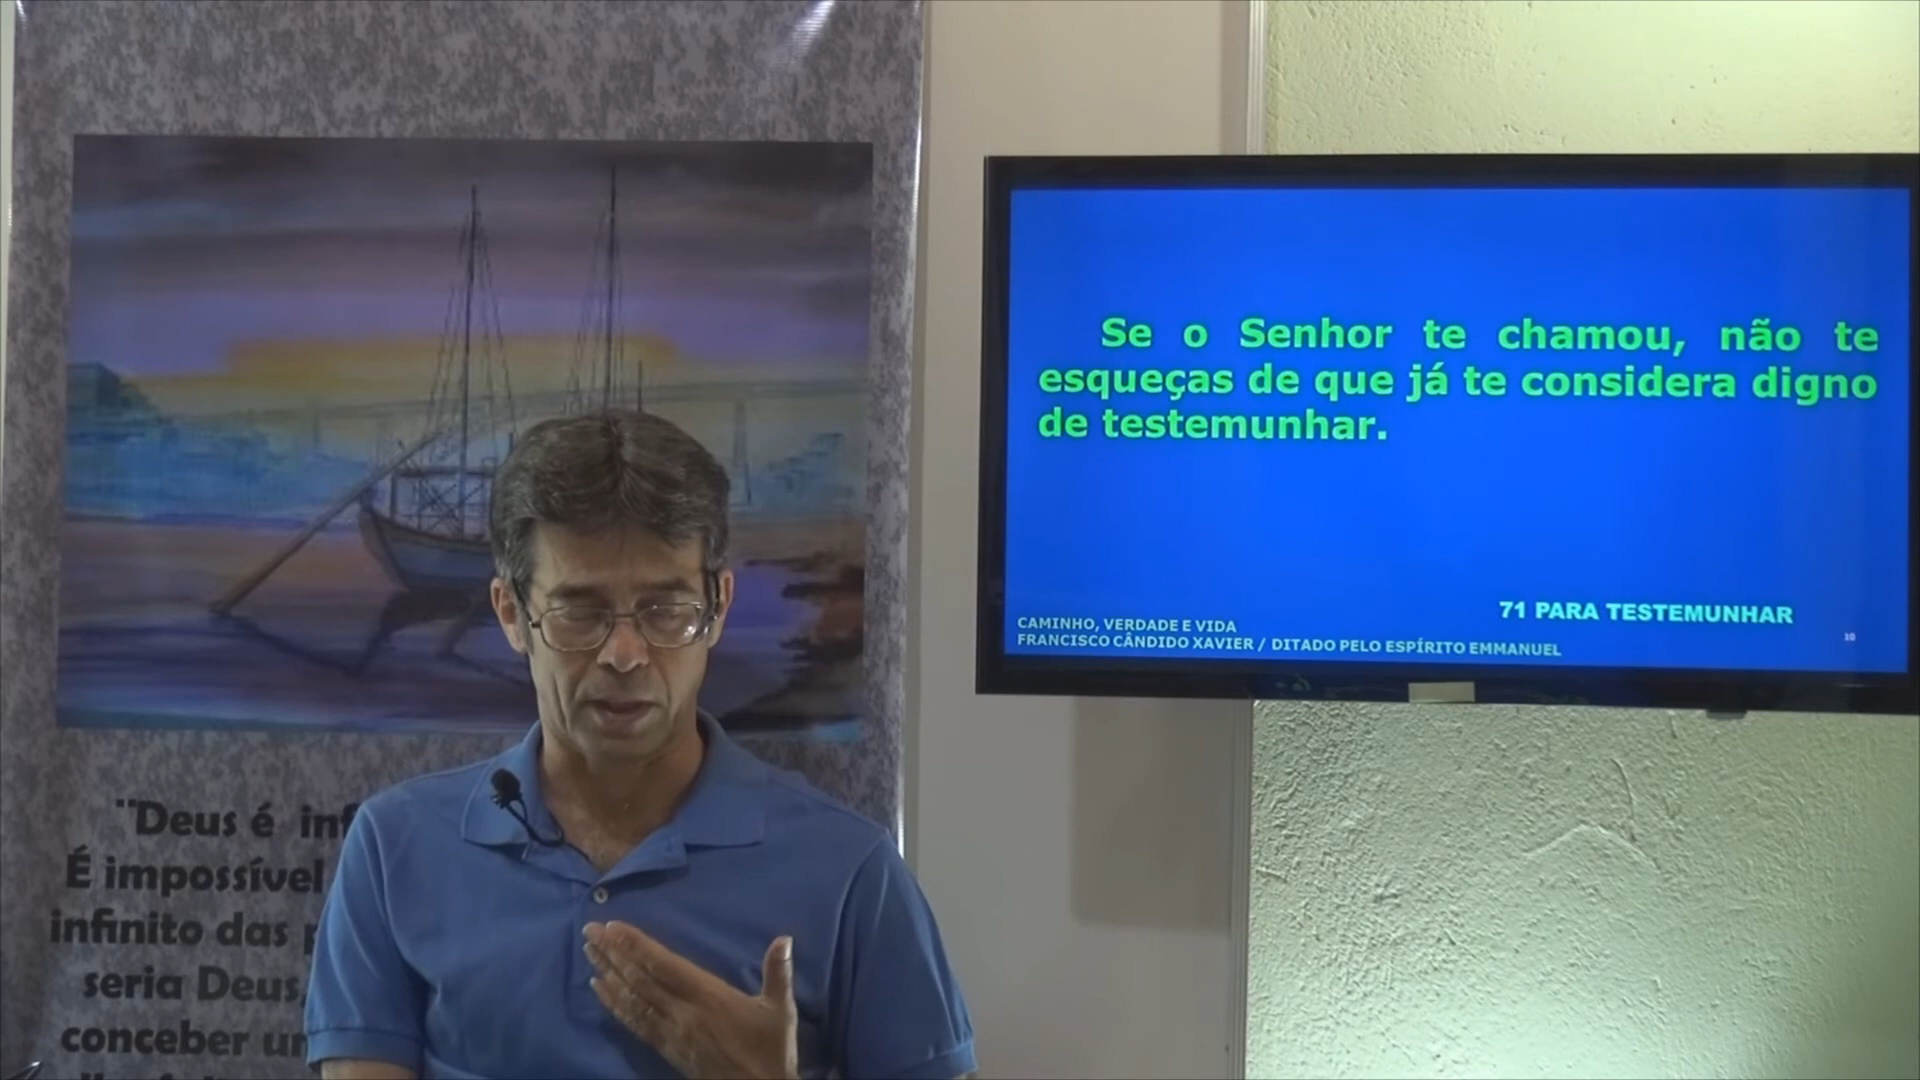 Se o Senhor te chamou, não te
esqueças de que já te considera digno
de testemunhar.
71 PARA TESTEMUNHAR
CAMINHO, VERDADE E VIDA
FRANCISCO CÂNDIDO XAVIER / DITADO PELO ESPÍRITO EMMANUEL
10
¨Deus é
É impossível
infinito das
seria Deus,
conceber